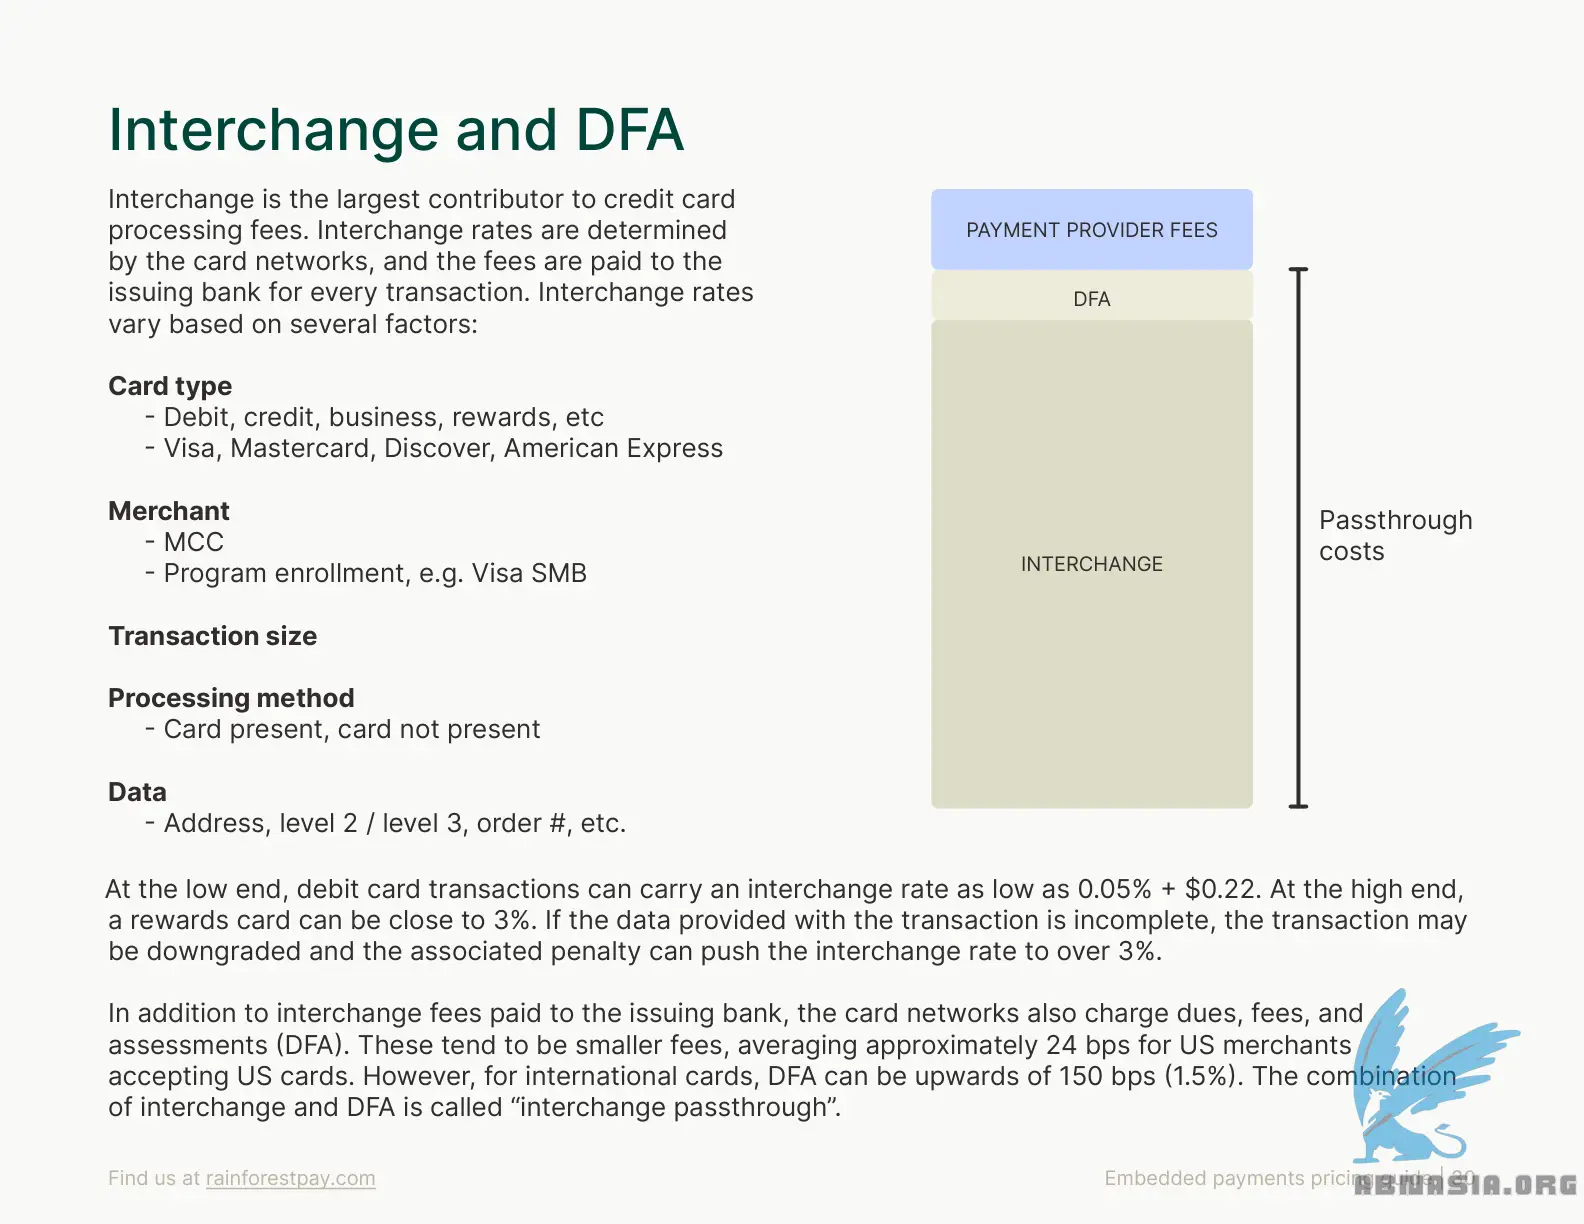 Interchange and DFA
Interchange is the largest contributor to credit card
processing fees. Interchange rates are determined
by the card networks, and the fees are paid to the
issuing bank for every transaction. Interchange rates
vary based on several factors:
Card type
- Debit, credit, business, rewards, etc
- Visa, Mastercard, Discover, American Express
Merchant
- MCC
- Program enrollment, e.g. Visa SMB
Transaction size
Processing method
- Card present, card not present
Data
- Address, level 2 / level 3, order #, etc.
PAYMENT PROVIDER FEES
DFA
INTERCHANGE
Passthrough
costs
At the low end, debit card transactions can carry an interchange rate as low as 0.05% + $0.22. At the high end,
a rewards card can be close to 3%. If the data provided with the transaction is incomplete, the transaction may
be downgraded and the associated penalty can push the interchange rate to over 3%.
In addition to interchange fees paid to the issuing bank, the card networks also charge dues, fees, and
assessments (DFA). These tend to be smaller fees, averaging approximately 24 bps for US merchants
accepting US cards. However, for international cards, DFA can be upwards of 150 bps (1.5%). The combination
of interchange and DFA is called “interchange passthrough”.
Find us at rainforestpay.com
Embedded payments pricing guide |